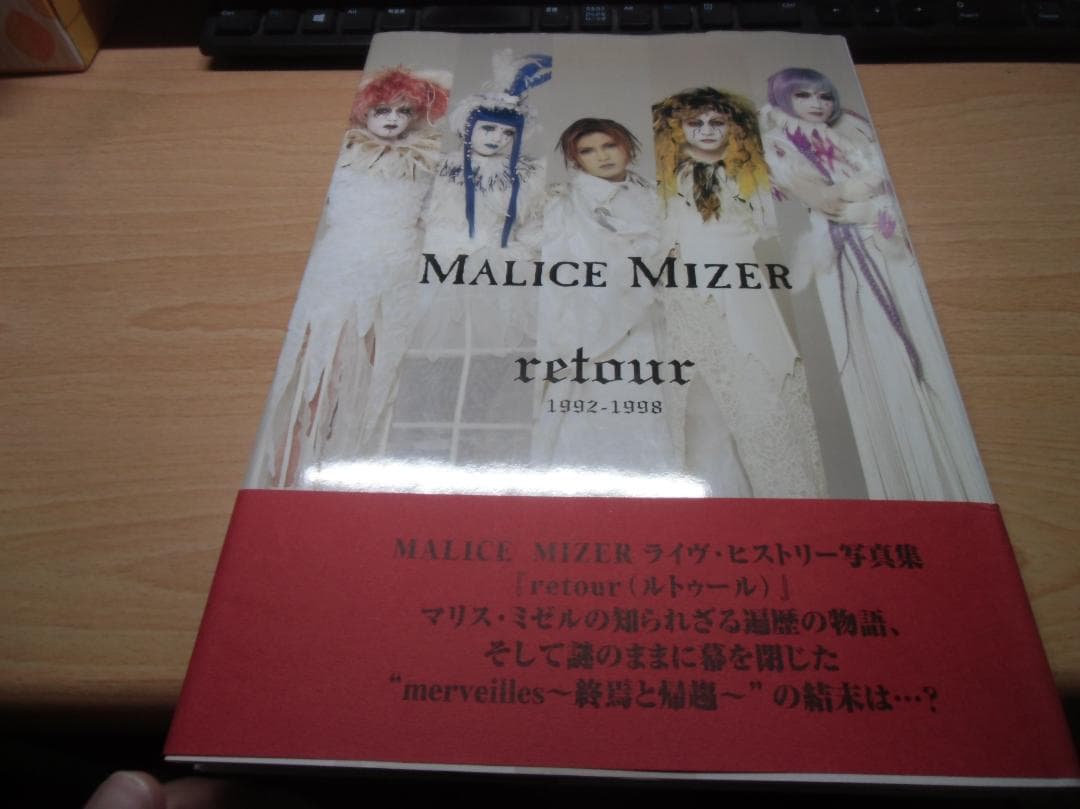 MALICE MIZER
retour
1992-1998
MALICE MIZER ライヴ・ヒストリー写真集
『retour(ルトゥール)』
マリス・ミゼルの知られざる遍歴の物語、
そして謎のままに幕を閉じた
“merveilles～終焉と帰趨～”の結末は…?